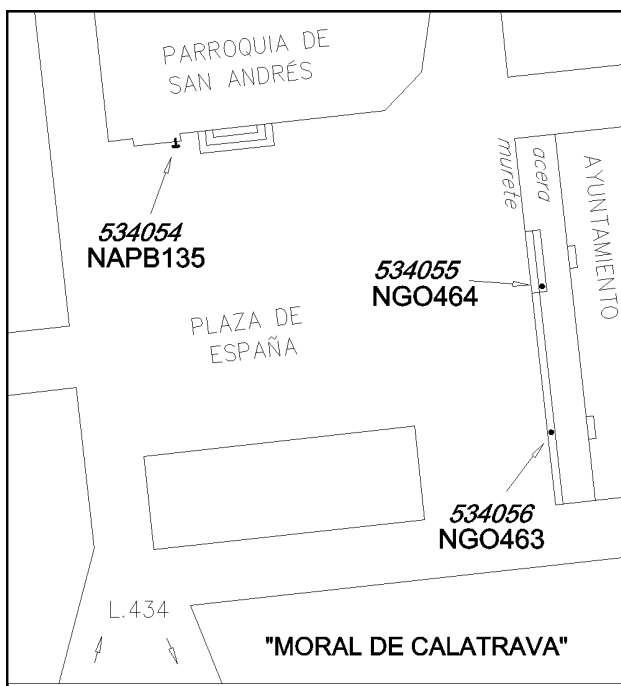 PARROQUIA DE
SAN ANDRÉS
murete
acera
AYUNTAMIENTO
534054
NAPB135
534055
NGO464
PLAZA DE
ESPAÑA
534056
NGO463
L.434
"MORAL DE CALATRAVA"